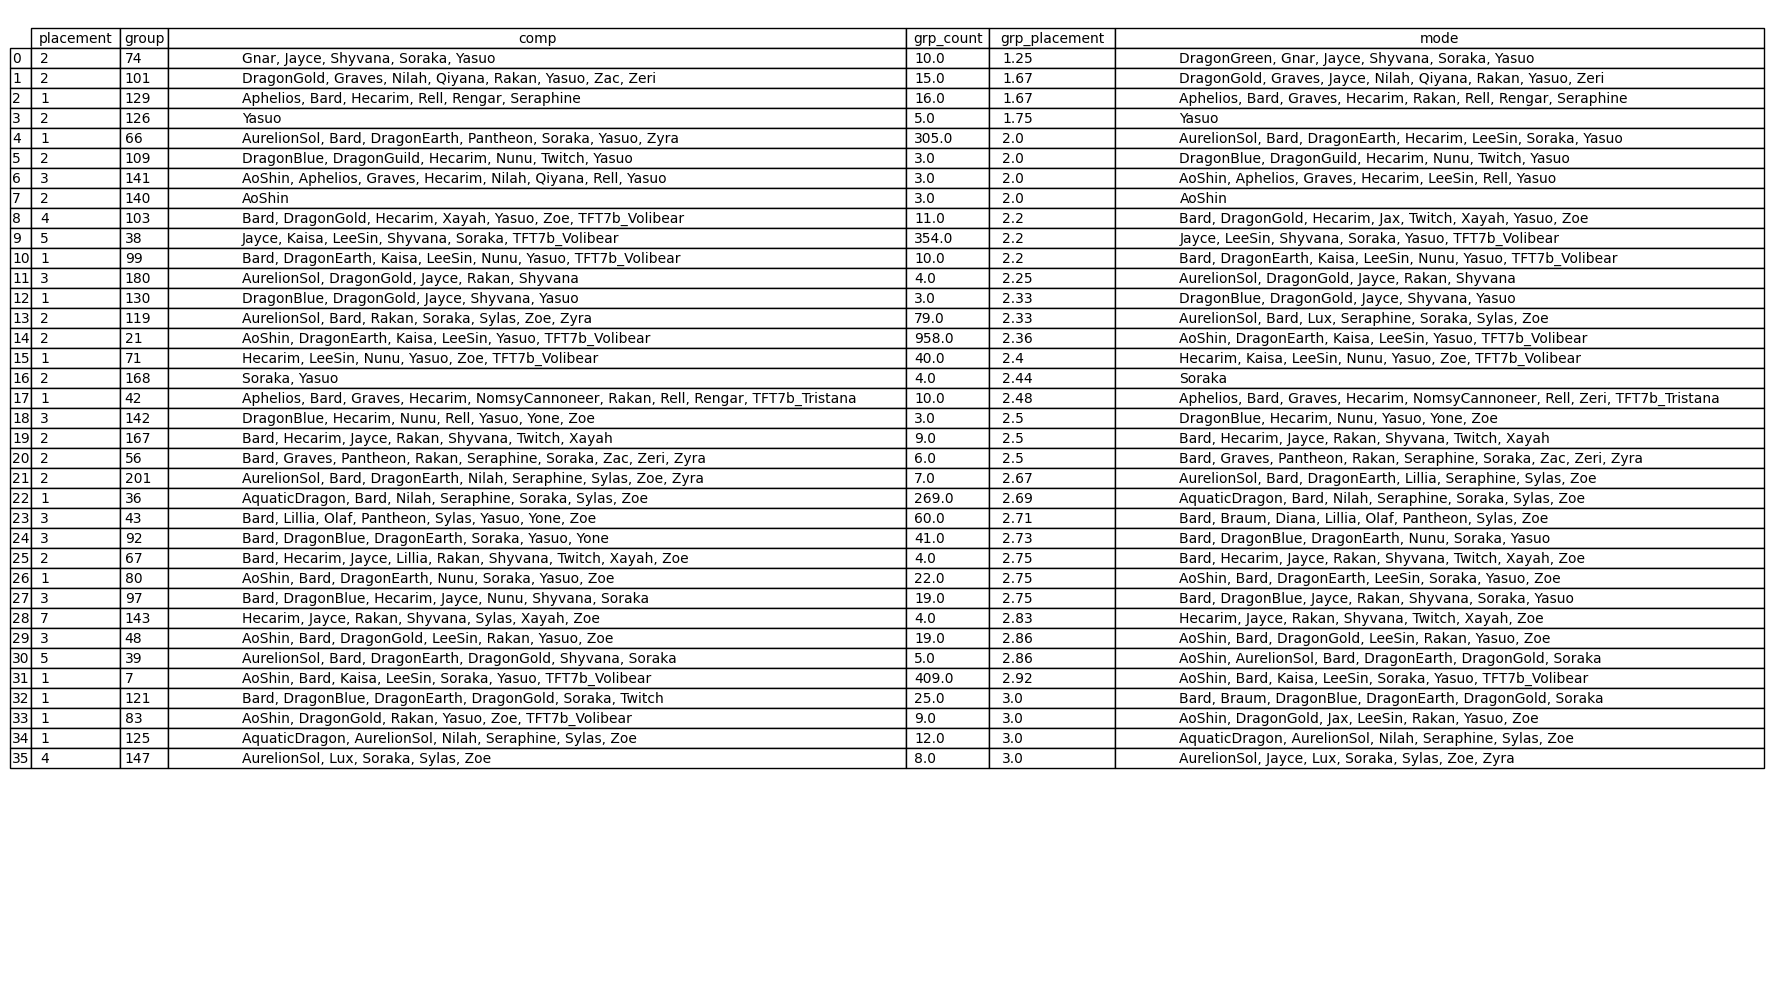 placement group comp grp_count grp_placement mode
0 2 74 Gnar, Jayce, Shyvana, Soraka, Yasuo 10.0 1.25 DragonGreen, Gnar, Jayce, Shyvana, Soraka, Yasuo
1 2 101 DragonGold, Graves, Nilah, Qiyana, Rakan, Yasuo, Zac, Zeri 15.0 1.67 DragonGold, Graves, Jayce, Nilah, Qiyana, Rakan, Yasuo, Zeri
2 1 129 Aphelios, Bard, Hecarim, Rell, Rengar, Seraphine 16.0 1.67 Aphelios, Bard, Graves, Hecarim, Rakan, Rell, Rengar, Seraphine
3 2 126 Yasuo 5.0 1.75 Yasuo
4 1 66 AurelionSol, Bard, DragonEarth, Pantheon, Soraka, Yasuo, Zyra 305.0 2.0 AurelionSol, Bard, DragonEarth, Hecarim, LeeSin, Soraka, Yasuo
5 2 109 DragonBlue, DragonGuild, Hecarim, Nunu, Twitch, Yasuo 3.0 2.0 DragonBlue, DragonGuild, Hecarim, Nunu, Twitch, Yasuo
6 3 141 AoShin, Aphelios, Graves, Hecarim, Nilah, Qiyana, Rell, Yasuo 3.0 2.0 AoShin, Aphelios, Graves, Hecarim, LeeSin, Rell, Yasuo
7 2 140 AoShin 3.0 2.0 AoShin
8 4 103 Bard, DragonGold, Hecarim, Xayah, Yasuo, Zoe, TFT7b_Volibear 11.0 2.2 Bard, DragonGold, Hecarim, Jax, Twitch, Xayah, Yasuo, Zoe
9 5 38 Jayce, Kaisa, LeeSin, Shyvana, Soraka, TFT7b_Volibear 354.0 2.2 Jayce, LeeSin, Shyvana, Soraka, Yasuo, TFT7b_Volibear
10 1 99 Bard, DragonEarth, Kaisa, LeeSin, Nunu, Yasuo, TFT7b_Volibear 10.0 2.2 Bard, DragonEarth, Kaisa, LeeSin, Nunu, Yasuo, TFT7b_Volibear
11 3 180 AurelionSol, DragonGold, Jayce, Rakan, Shyvana 4.0 2.25 AurelionSol, DragonGold, Jayce, Rakan, Shyvana
12 1 130 DragonBlue, DragonGold, Jayce, Shyvana, Yasuo 3.0 2.33 DragonBlue, DragonGold, Jayce, Shyvana, Yasuo
13 2 119 AurelionSol, Bard, Rakan, Soraka, Sylas, Zoe, Zyra 79.0 2.33 AurelionSol, Bard, Lux, Seraphine, Soraka, Sylas, Zoe
14 2 21 AoShin, DragonEarth, Kaisa, LeeSin, Yasuo, TFT7b_Volibear 958.0 2.36 AoShin, DragonEarth, Kaisa, LeeSin, Yasuo, TFT7b_Volibear
15 1 71 Hecarim, LeeSin, Nunu, Yasuo, Zoe, TFT7b_Volibear 40.0 2.4 Hecarim, Kaisa, LeeSin, Nunu, Yasuo, Zoe, TFT7b_Volibear
16 2 168 Soraka, Yasuo 4.0 2.44 Soraka
17 1 42 Aphelios, Bard, Graves, Hecarim, NomsyCannoneer, Rakan, Rell, Rengar, TFT7b_Tristana 10.0 2.48 Aphelios, Bard, Graves, Hecarim, NomsyCannoneer, Rell, Zeri, TFT7b_Tristana
18 3 142 DragonBlue, Hecarim, Nunu, Rell, Yasuo, Yone, Zoe 3.0 2.5 DragonBlue, Hecarim, Nunu, Yasuo, Yone, Zoe
19 2 167 Bard, Hecarim, Jayce, Rakan, Shyvana, Twitch, Xayah 9.0 2.5 Bard, Hecarim, Jayce, Rakan, Shyvana, Twitch, Xayah
20 2 56 Bard, Graves, Pantheon, Rakan, Seraphine, Soraka, Zac, Zeri, Zyra 6.0 2.5 Bard, Graves, Pantheon, Rakan, Seraphine, Soraka, Zac, Zeri, Zyra
21 2 201 AurelionSol, Bard, DragonEarth, Nilah, Seraphine, Sylas, Zoe, Zyra 7.0 2.67 AurelionSol, Bard, DragonEarth, Lillia, Seraphine, Sylas, Zoe
22 1 36 AquaticDragon, Bard, Nilah, Seraphine, Soraka, Sylas, Zoe 269.0 2.69 AquaticDragon, Bard, Nilah, Seraphine, Soraka, Sylas, Zoe
23 3 43 Bard, Lillia, Olaf, Pantheon, Sylas, Yasuo, Yone, Zoe 60.0 2.71 Bard, Braum, Diana, Lillia, Olaf, Pantheon, Sylas, Zoe
24 3 92 Bard, DragonBlue, DragonEarth, Soraka, Yasuo, Yone 41.0 2.73 Bard, DragonBlue, DragonEarth, Nunu, Soraka, Yasuo
25 2 67 Bard, Hecarim, Jayce, Lillia, Rakan, Shyvana, Twitch, Xayah, Zoe 4.0 2.75 Bard, Hecarim, Jayce, Rakan, Shyvana, Twitch, Xayah, Zoe
26 1 80 AoShin, Bard, DragonEarth, Nunu, Soraka, Yasuo, Zoe 22.0 2.75 AoShin, Bard, DragonEarth, LeeSin, Soraka, Yasuo, Zoe
27 3 97 Bard, DragonBlue, Hecarim, Jayce, Nunu, Shyvana, Soraka 19.0 2.75 Bard, DragonBlue, Jayce, Rakan, Shyvana, Soraka, Yasuo
28 7 143 Hecarim, Jayce, Rakan, Shyvana, Sylas, Xayah, Zoe 4.0 2.83 Hecarim, Jayce, Rakan, Shyvana, Twitch, Xayah, Zoe
29 3 48 AoShin, Bard, DragonGold, LeeSin, Rakan, Yasuo, Zoe 19.0 2.86 AoShin, Bard, DragonGold, LeeSin, Rakan, Yasuo, Zoe
30 5 39 AurelionSol, Bard, DragonEarth, DragonGold, Shyvana, Soraka 5.0 2.86 AoShin, AurelionSol, Bard, DragonEarth, DragonGold, Soraka
31 1 7 AoShin, Bard, Kaisa, LeeSin, Soraka, Yasuo, TFT7b_Volibear 409.0 2.92 AoShin, Bard, Kaisa, LeeSin, Soraka, Yasuo, TFT7b_Volibear
32 1 121 Bard, DragonBlue, DragonEarth, DragonGold, Soraka, Twitch 25.0 3.0 Bard, Braum, DragonBlue, DragonEarth, DragonGold, Soraka
33 1 83 AoShin, DragonGold, Rakan, Yasuo, Zoe, TFT7b_Volibear 9.0 3.0 AoShin, DragonGold, Jax, LeeSin, Rakan, Yasuo, Zoe
34 1 125 AquaticDragon, AurelionSol, Nilah, Seraphine, Sylas, Zoe 12.0 3.0 AquaticDragon, AurelionSol, Nilah, Seraphine, Sylas, Zoe
35 4 147 AurelionSol, Lux, Soraka, Sylas, Zoe 8.0 3.0 AurelionSol, Jayce, Lux, Soraka, Sylas, Zoe, Zyra